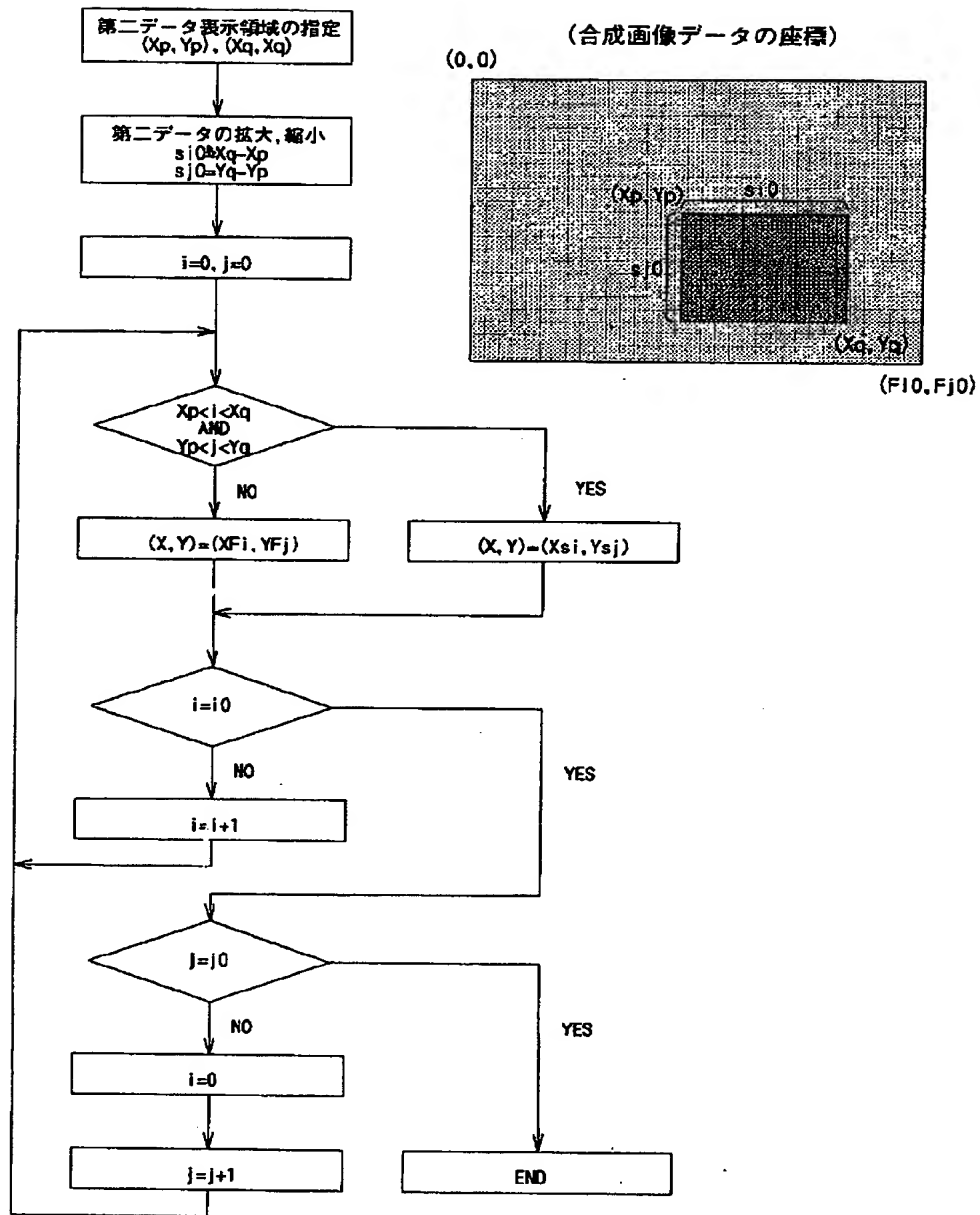 第二データ表示領域の指定
(Xp, Yp), (Xq, Xq)
第二データの拡大, 縮小
si0=Xq-Xp
sj0=Yq-Yp
i=0, j=0
Xp<i<Xq
AND
Yp<j<Yq
NO
YES
(X, Y)=(XFi, YFj)
(X, Y)=(Xsi, Ysj)
i=i0
NO
YES
i=i+1
j=j0
NO
YES
i=0
j=j+1
END
(合成画像データの座標)
(0,0)
(Xp, Yp)
si0
sj0
(Xq, Yq)
(Fi0, Fj0)